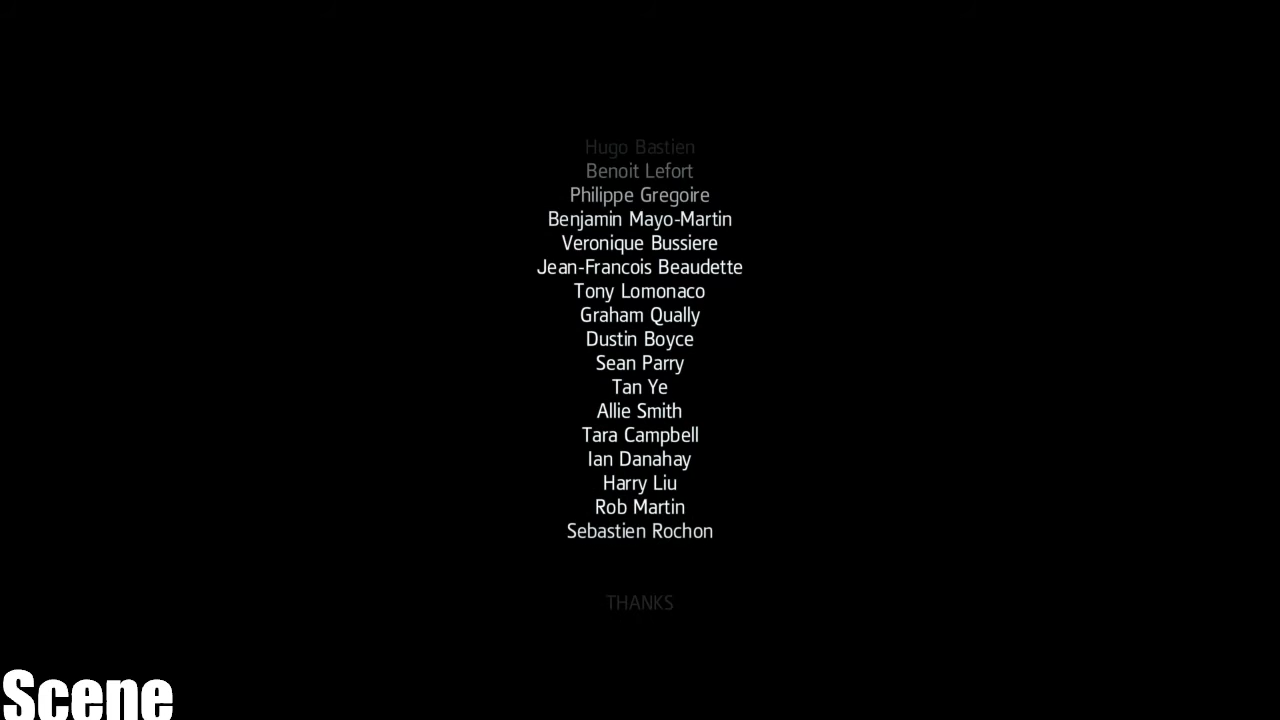 Hugo Bastien
Benoit Lefort
Philippe Gregoire
Benjamin Mayo-Martin
Veronique Bussiere
Jean-Francois Beaudette
Tony Lomonaco
Graham Qually
Dustin Boyce
Sean Parry
Tan Ye
Allie Smith
Tara Campbell
Ian Danahay
Harry Liu
Rob Martin
Sebastien Rochon
THANKS
Scene